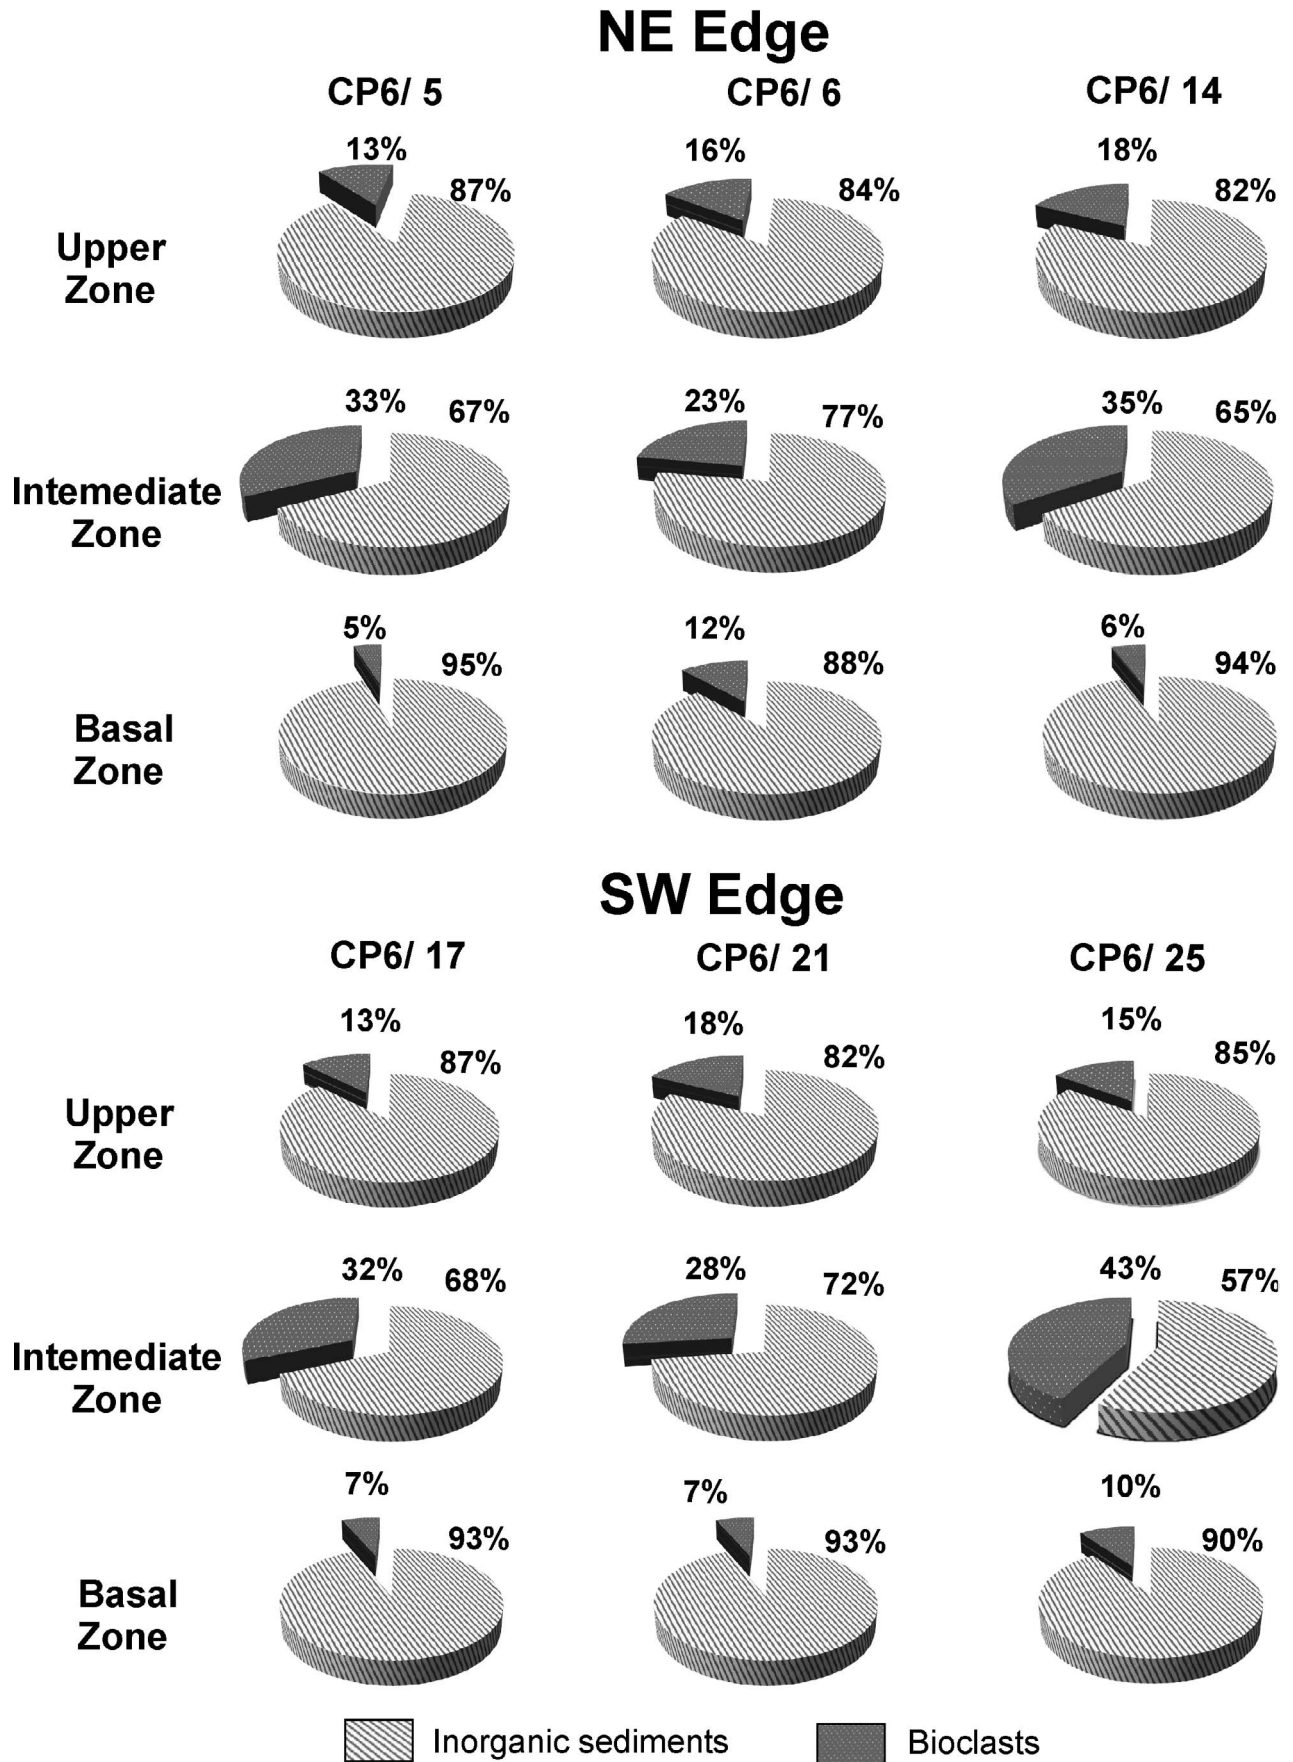 NE Edge
CP6/ 5 CP6/ 6 CP6/ 14
13% 87% 16% 84% 18% 82%
Upper
Zone
33% 67% 23% 77% 35% 65%
Intemediate
Zone
5% 95% 12% 88% 6% 94%
Basal
Zone
SW Edge
CP6/ 17 CP6/ 21 CP6/ 25
13% 87% 18% 82% 15% 85%
Upper
Zone
32% 68% 28% 72% 43% 57%
Intemediate
Zone
7% 93% 7% 93% 10% 90%
Basal
Zone
Inorganic sediments Bioclasts